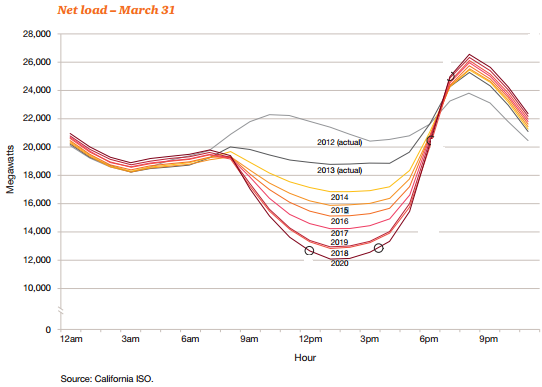 Net load – March 31
28,000
26,000
24,000
22,000
20,000
18,000
16,000
14,000
12,000
10,000
0
Megawatts
2012 (actual)
2013 (actual)
2014
2015
2016
2017
2019
2018
2020
12am 3am 6am 9am 12pm 3pm 6pm 9pm
Hour
Source: California ISO.